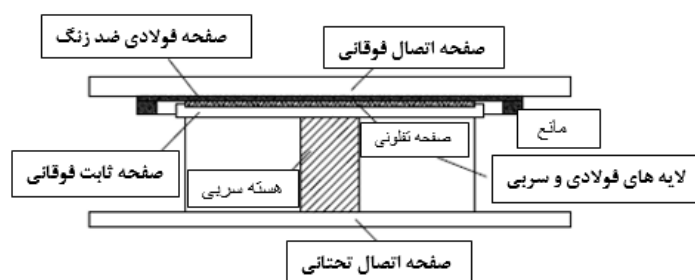 صفحه فولادی ضد زنگ
صفحه اتصال فوقانی
مانع
صفحه تفلونی
صفحه ثابت فوقانی
هسته سربی
لایه های فولادی و سربی
صفحه اتصال تحتانی